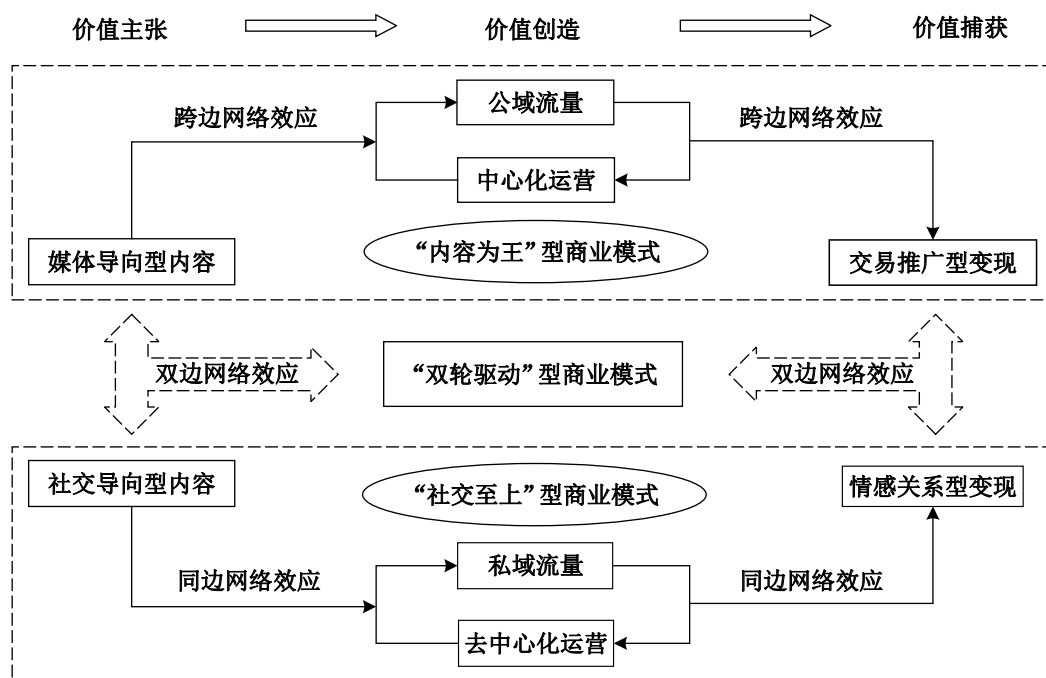 价值主张
价值创造
价值捕获
公域流量
跨边网络效应
跨边网络效应
中心化运营
“内容为王”型商业模式
媒体导向型内容
交易推广型变现
双边网络效应
“双轮驱动”型商业模式
双边网络效应
社交导向型内容
“社交至上”型商业模式
情感关系型变现
私域流量
同边网络效应
同边网络效应
去中心化运营